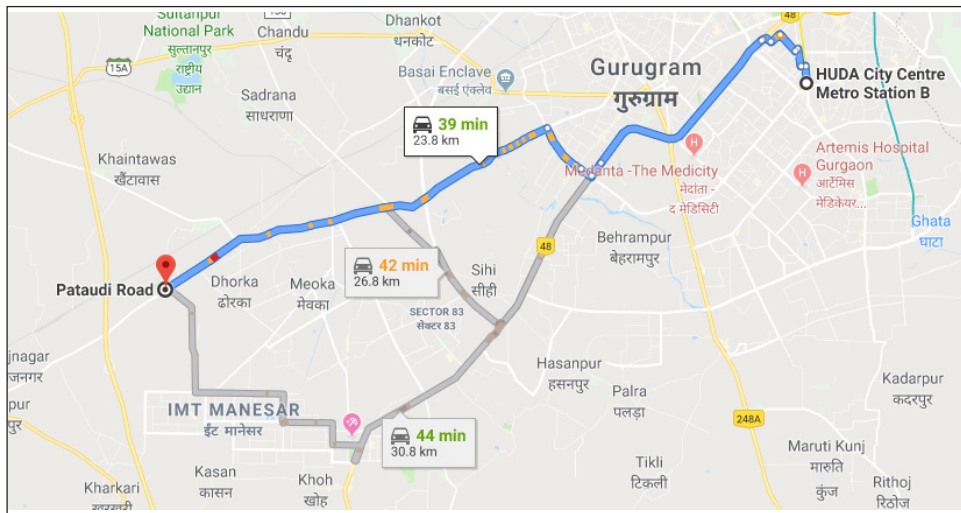 Sultanpur
National Park
सुल्तानपुर
राष्ट्रीय
उद्यान
Chandu
चंदू
Dhankot
धनकोट
48
15A
Basai Enclave
बसई एंक्लेव
Gurugram
गुरुग्राम
HUDA City Centre
Metro Station B
Sadrana
साधराणा
39 min
23.8 km
Khaintawas
खैंटावास
Medanta -The Medicity
मेदांता -
द मेडिसिटी
H
Artemis Hospital
Gurgaon
आर्टेमिस
मेडिकेयर...
H
Ghata
घाटा
48
Behrampur
बेहरामपुर
42 min
26.8 km
Sihi
सीही
Pataudi Road
Dhorka
ढोरका
Meoka
मेवका
SECTOR 83
सेक्टर 83
jnagar
जनगर
Hasanpur
हसनपुर
Kadarpur
कदरपुर
pur
पुर
IMT MANESAR
ईंट मानेसर
Palra
पलड़ा
248A
44 min
30.8 km
Maruti Kunj
मारुति
कुंज
Kasan
कासन
Khoh
खोह
Tikli
टिकली
Rithoj
रिठोज
Kharkari
खरखरी